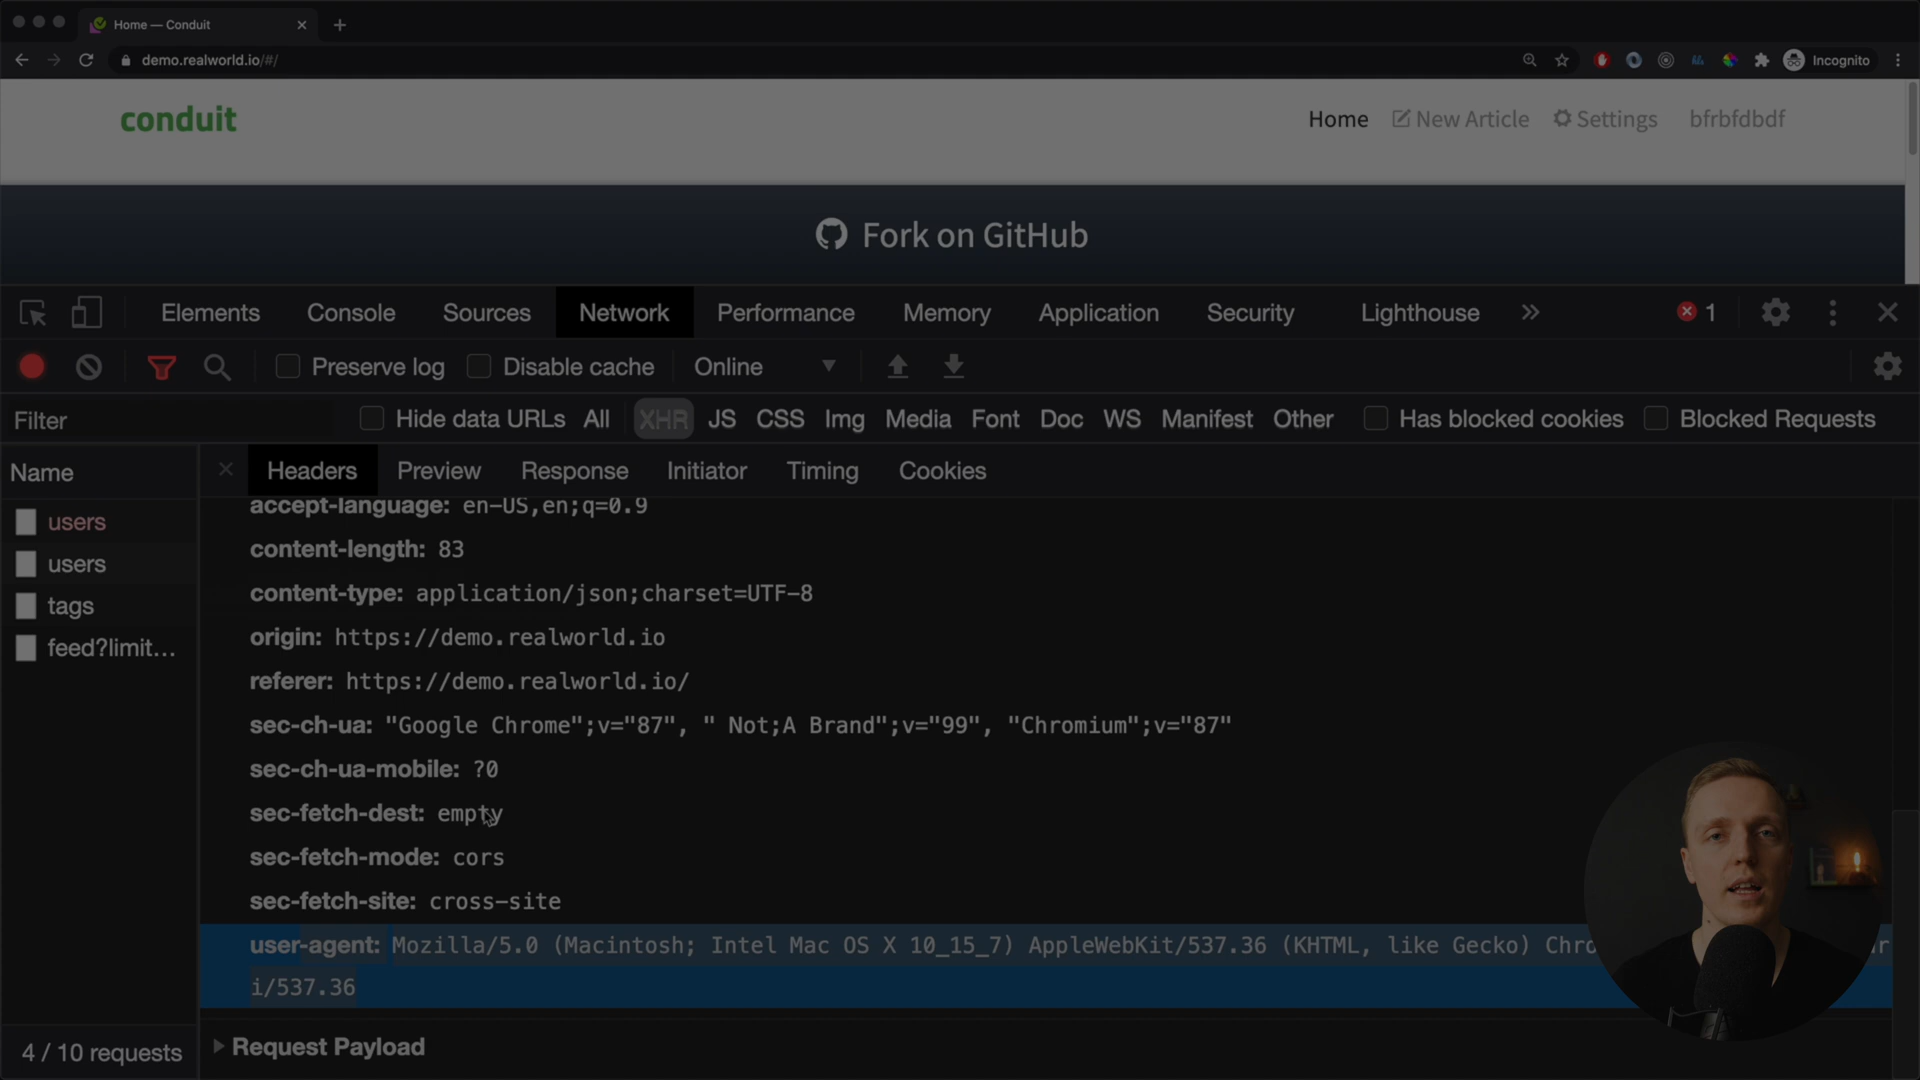 Home — Conduit
demo.realworld.io/#/
Incognito
conduit
Home New Article Settings bfrbfdbdf
Fork on GitHub
Elements Console Sources Network Performance Memory Application Security Lighthouse 1
Preserve log Disable cache Online
Filter Hide data URLs All XHR JS CSS Img Media Font Doc WS Manifest Other Has blocked cookies Blocked Requests
Name Headers Preview Response Initiator Timing Cookies
users
users
tags
feed?limit...
accept-language: en-US,en;q=0.9
content-length: 83
content-type: application/json;charset=UTF-8
origin: https://demo.realworld.io
referer: https://demo.realworld.io/
sec-ch-ua: "Google Chrome";v="87", " Not;A Brand";v="99", "Chromium";v="87"
sec-ch-ua-mobile: ?0
sec-fetch-dest: empty
sec-fetch-mode: cors
sec-fetch-site: cross-site
user-agent: Mozilla/5.0 (Macintosh; Intel Mac OS X 10_15_7) AppleWebKit/537.36 (KHTML, like Gecko)
i/537.36
Request Payload
4 / 10 requests